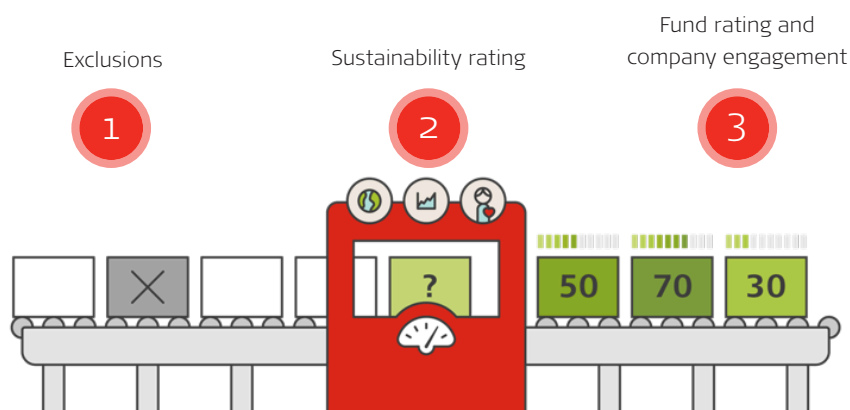 Exclusions
1
Sustainability rating
2
Fund rating and
company engagement
3
?
50
70
30